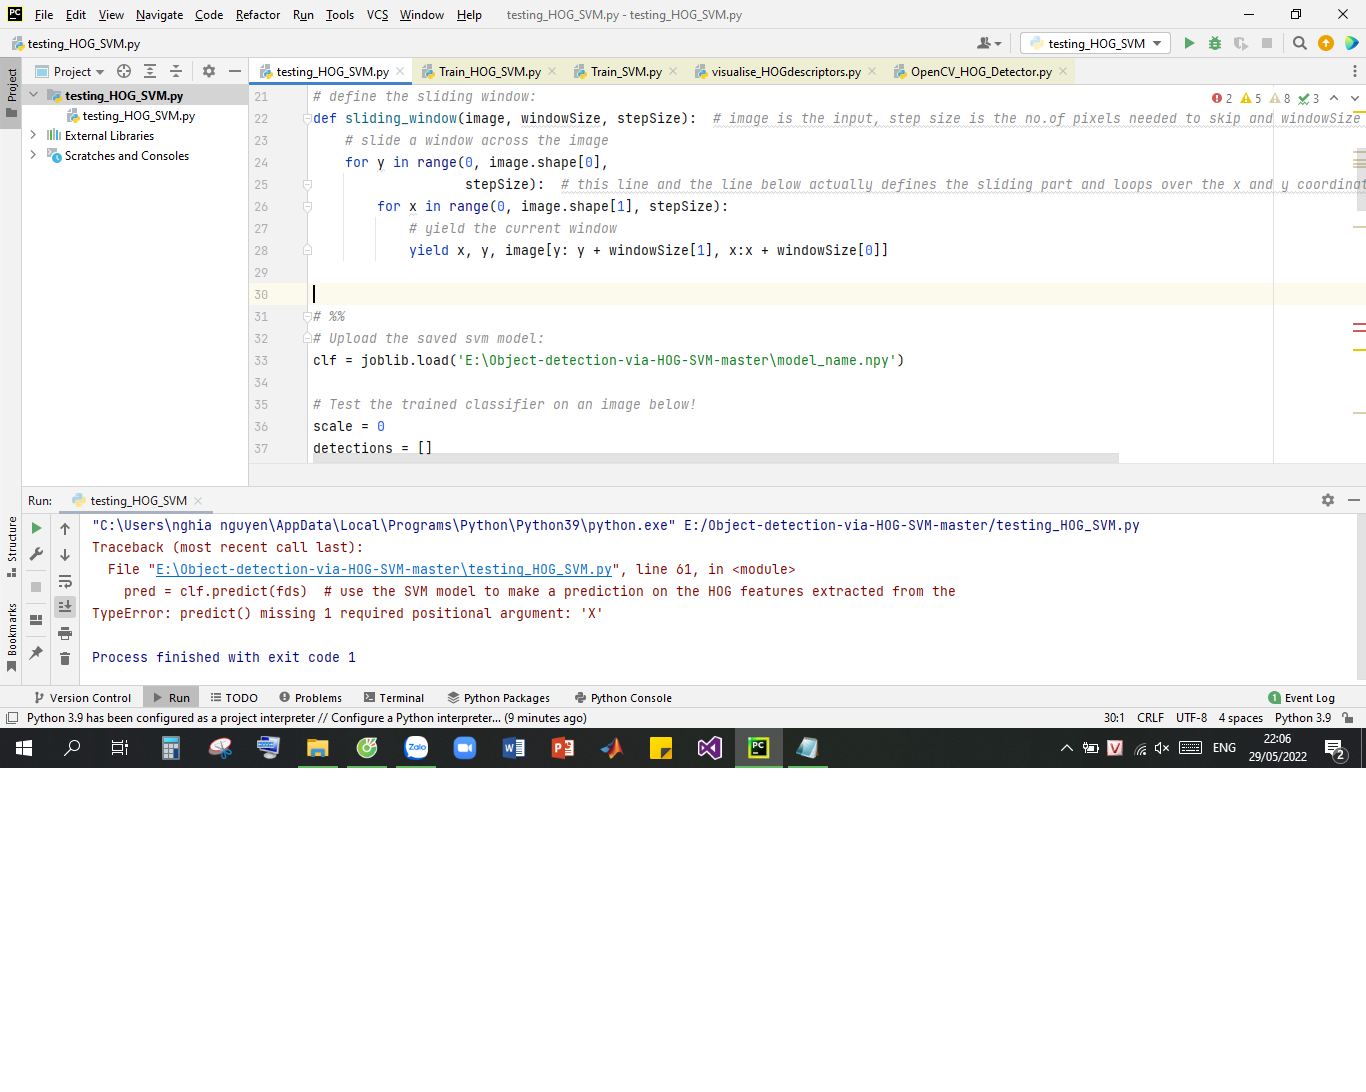 File Edit View Navigate Code Refactor Run Tools VCS Window Help testing_HOG_SVM.py - testing_HOG_SVM.py
testing_HOG_SVM.py testing_HOG_SVM
Project testing_HOG_SVM.py Train_HOG_SVM.py Train_SVM.py visualise_HOGdescriptors.py OpenCV_HOG_Detector.py
Project
testing_HOG_SVM.py
testing_HOG_SVM.py
External Libraries
Scratches and Consoles
2 5 8 3
21 # define the sliding window:
22 def sliding_window(image, windowSize, stepSize):  # image is the input, step size is the no.of pixels needed to skip and windowSize
23     # slide a window across the image
24     for y in range(0, image.shape[0],
25                    stepSize):  # this line and the line below actually defines the sliding part and loops over the x and y coordinat
26         for x in range(0, image.shape[1], stepSize):
27             # yield the current window
28             yield x, y, image[y: y + windowSize[1], x:x + windowSize[0]]
29
30
31 # %%
32 # Upload the saved svm model:
33 clf = joblib.load('E:\Object-detection-via-HOG-SVM-master\model_name.npy')
34
35 # Test the trained classifier on an image below!
36 scale = 0
37 detections = []
Run: testing_HOG_SVM
Structure
Bookmarks
"C:\Users\nghia nguyen\AppData\Local\Programs\Python\Python39\python.exe" E:/Object-detection-via-HOG-SVM-master/testing_HOG_SVM.py
Traceback (most recent call last):
  File "E:\Object-detection-via-HOG-SVM-master\testing_HOG_SVM.py", line 61, in <module>
    pred = clf.predict(fds)  # use the SVM model to make a prediction on the HOG features extracted from the
TypeError: predict() missing 1 required positional argument: 'X'
Process finished with exit code 1
Version Control Run TODO Problems Terminal Python Packages Python Console 1 Event Log
Python 3.9 has been configured as a project interpreter // Configure a Python interpreter... (9 minutes ago) 30:1 CRLF UTF-8 4 spaces Python 3.9
Zalo ENG 22:06
29/05/2022 2